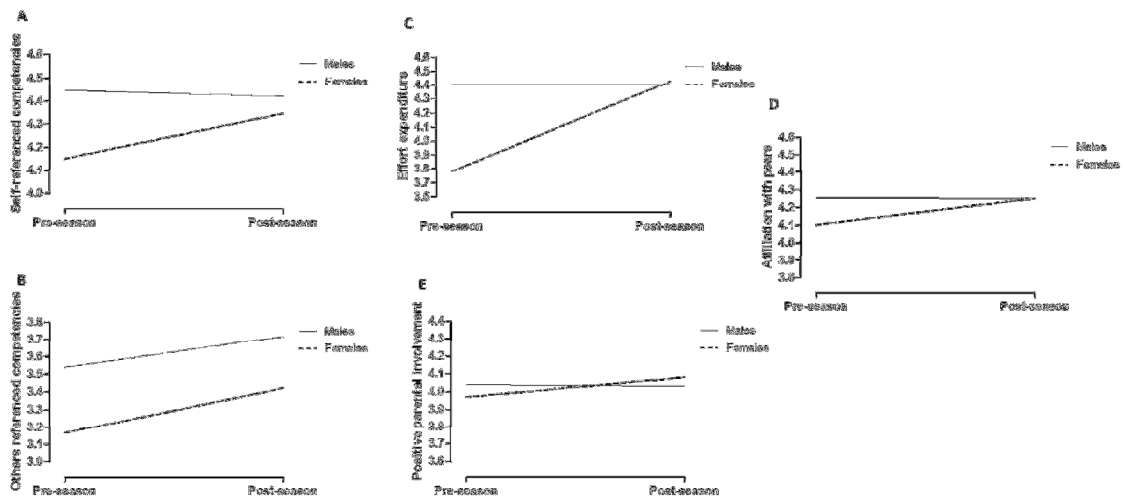 A
Self-referenced competencies
4.6
4.5
4.4
4.3
4.2
4.1
4.0
Pre-season
Post-season
Males
Females
C
Effort expenditure
4.6
4.5
4.4
4.3
4.2
4.1
4.0
3.9
3.8
3.7
3.6
Pre-season
Post-season
Males
Females
D
Affiliation with peers
4.6
4.5
4.4
4.3
4.2
4.1
4.0
3.9
3.8
Pre-season
Post-season
Males
Females
B
Others referenced competencies
3.8
3.7
3.6
3.5
3.4
3.3
3.2
3.1
3.0
Pre-season
Post-season
Males
Females
E
Positive parental involvement
4.4
4.3
4.2
4.1
4.0
3.9
3.8
3.7
3.6
Pre-season
Post-season
Males
Females